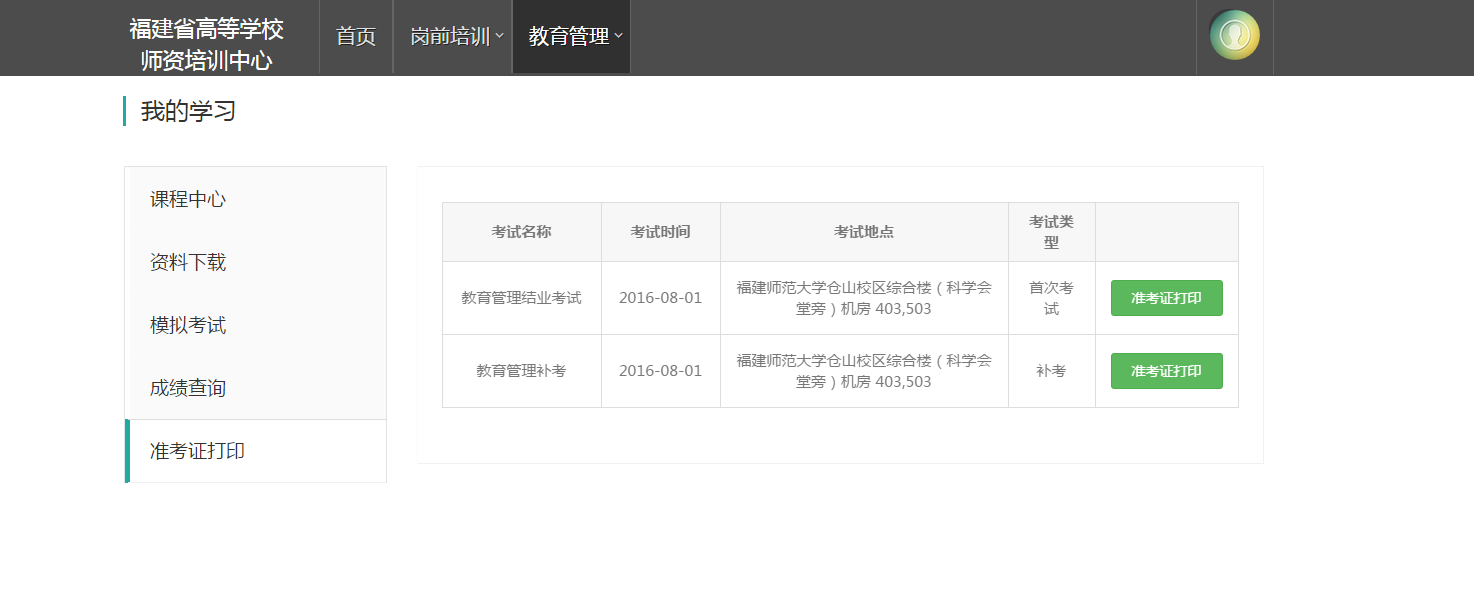 福建省高等学校
师资培训中心
首页
岗前培训
教育管理
我的学习
课程中心
资料下载
模拟考试
成绩查询
准考证打印
考试名称 考试时间 考试地点 考试类
型
教育管理结业考试 2016-08-01 福建师范大学仓山校区综合楼（科学会
堂旁）机房 403,503 首次考
试 准考证打印
教育管理补考 2016-08-01 福建师范大学仓山校区综合楼（科学会
堂旁）机房 403,503 补考 准考证打印